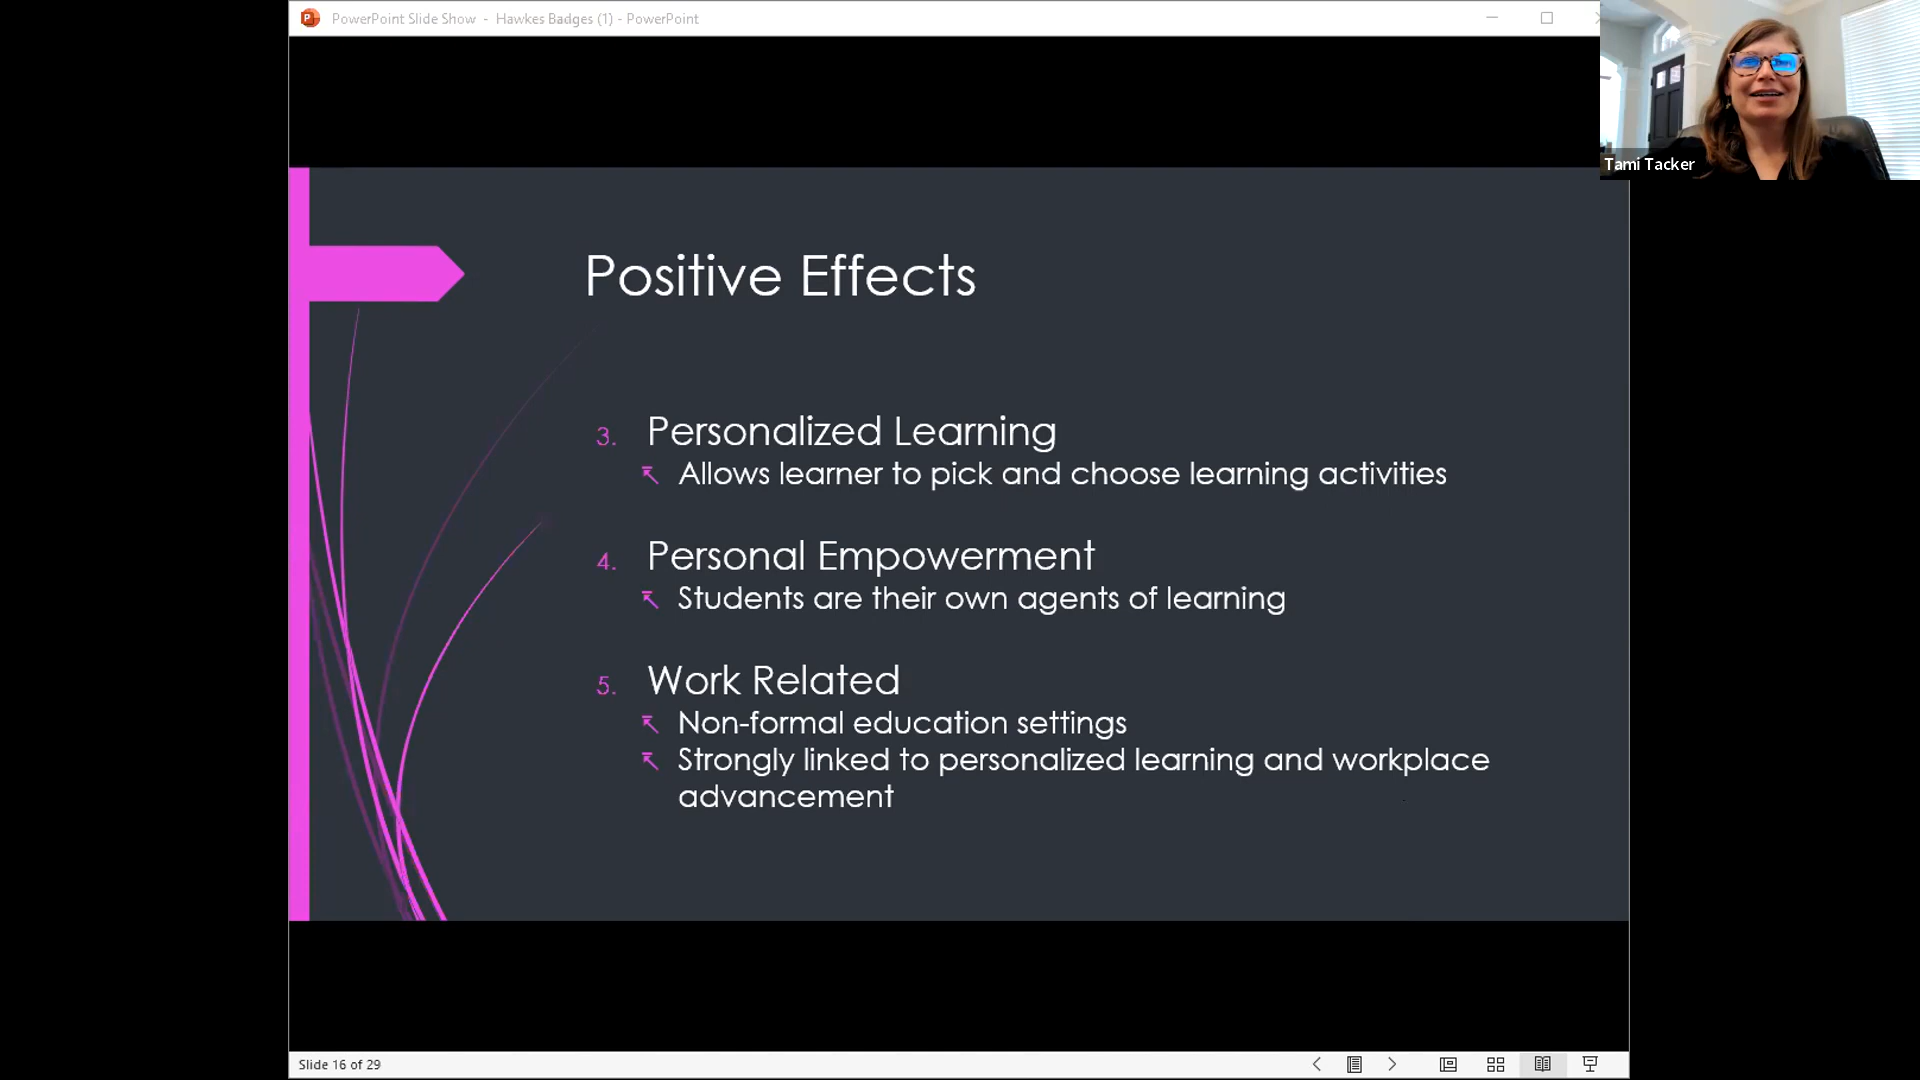 PowerPoint Slide Show - Hawkes Badges (1) - PowerPoint
Tami Tacker
Positive Effects
3. Personalized Learning
Allows learner to pick and choose learning activities
4. Personal Empowerment
Students are their own agents of learning
5. Work Related
Non-formal education settings
Strongly linked to personalized learning and workplace
advancement
Slide 16 of 29